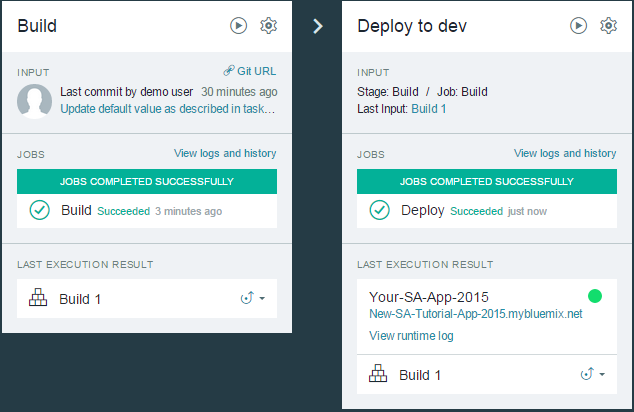 Build
INPUT
Git URL
Last commit by demo user 30 minutes ago
Update default value as described in task…
JOBS
View logs and history
JOBS COMPLETED SUCCESSFULLY
Build Succeeded 3 minutes ago
LAST EXECUTION RESULT
Build 1
Deploy to dev
INPUT
Stage: Build / Job: Build
Last Input: Build 1
JOBS
View logs and history
JOBS COMPLETED SUCCESSFULLY
Deploy Succeeded just now
LAST EXECUTION RESULT
Your-SA-App-2015
New-SA-Tutorial-App-2015.mybluemix.net
View runtime log
Build 1